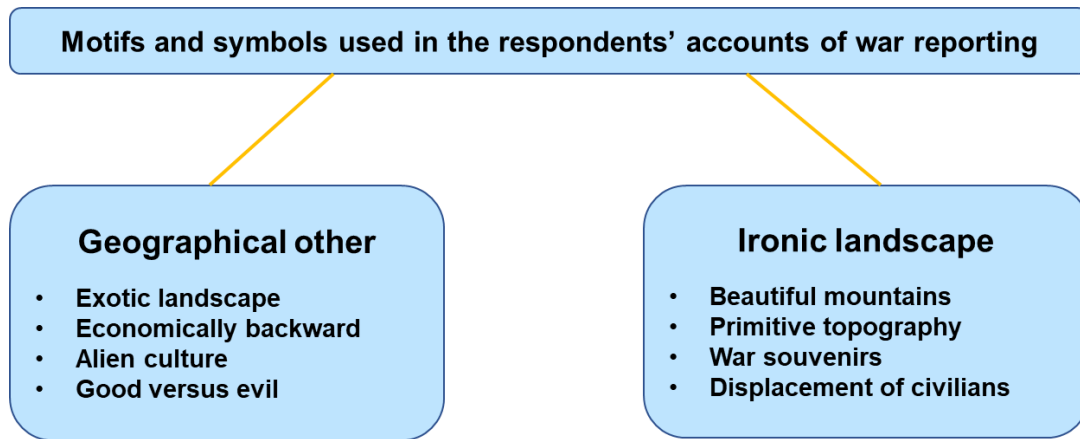 Motifs and symbols used in the respondents’ accounts of war reporting
Geographical other
• Exotic landscape
• Economically backward
• Alien culture
• Good versus evil
Ironic landscape
• Beautiful mountains
• Primitive topography
• War souvenirs
• Displacement of civilians